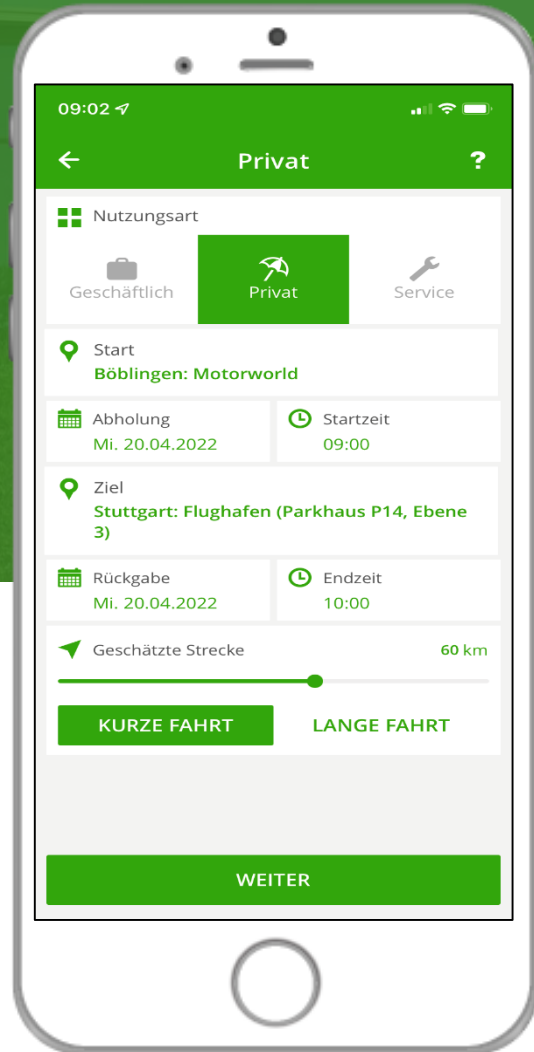 09:02
Privat ?
Nutzungsart
Geschäftlich Privat Service
Start
Böblingen: Motorworld
Abholung Startzeit
Mi. 20.04.2022 09:00
Ziel
Stuttgart: Flughafen (Parkhaus P14, Ebene
3)
Rückgabe Endzeit
Mi. 20.04.2022 10:00
Geschätzte Strecke 60 km
KURZE FAHRT LANGE FAHRT
WEITER